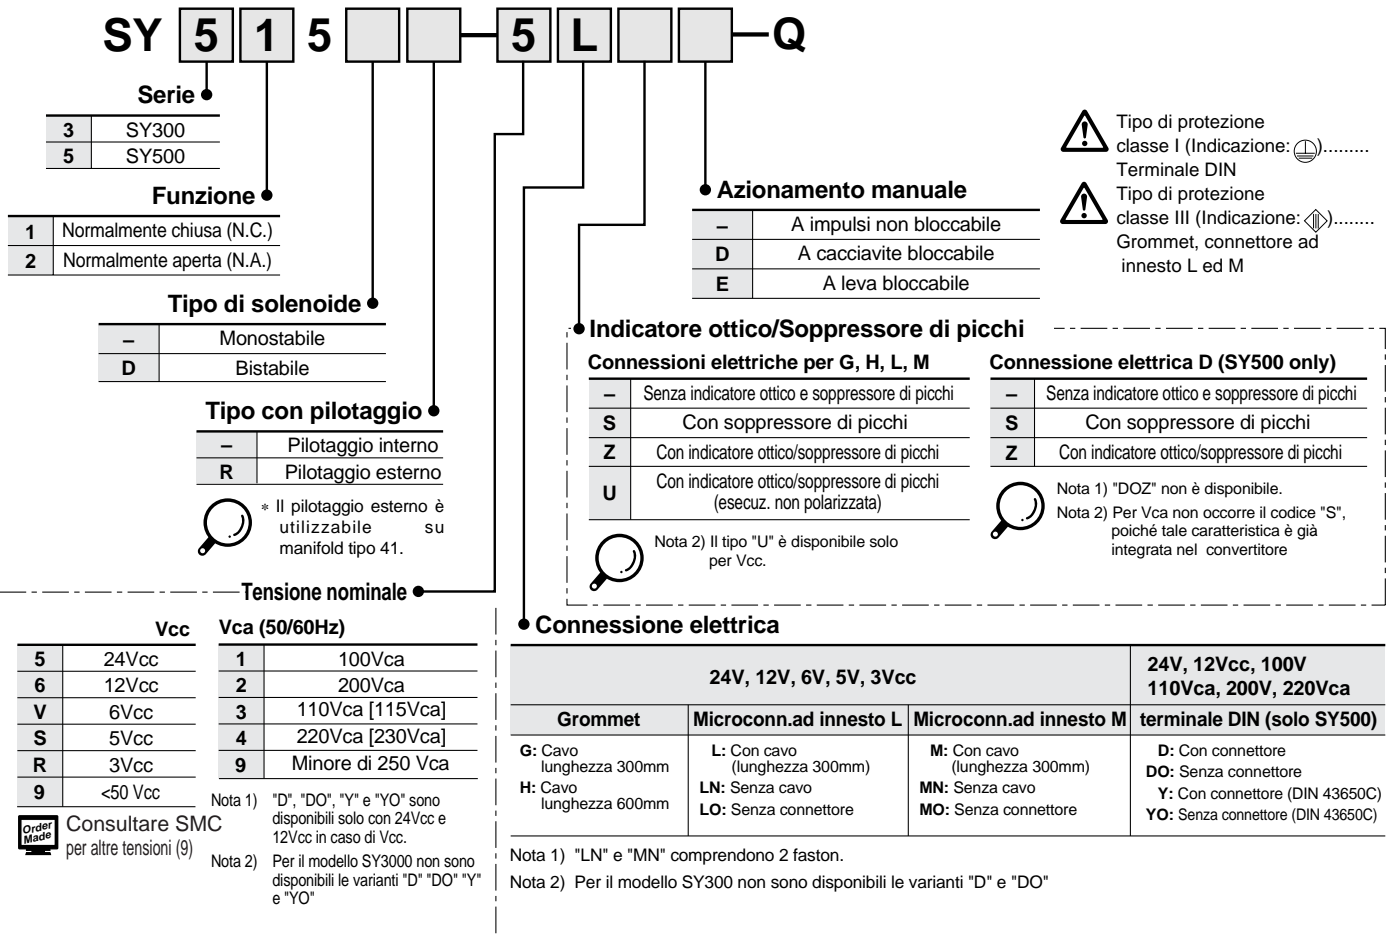 SY 5 1 5 – 5 L – Q
Serie
3 SY300
5 SY500
Funzione
1 Normalmente chiusa (N.C.)
2 Normalmente aperta (N.A.)
Tipo di solenoide
– Monostabile
D Bistabile
Tipo con pilotaggio
– Pilotaggio interno
R Pilotaggio esterno
* Il pilotaggio esterno è
utilizzabile su
manifold tipo 41.
Azionamento manuale
– A impulsi non bloccabile
D A cacciavite bloccabile
E A leva bloccabile
Tipo di protezione
classe I (Indicazione: ).........
Terminale DIN
Tipo di protezione
classe III (Indicazione: )........
Grommet, connettore ad
innesto L ed M
Indicatore ottico/Soppressore di picchi
Connessioni elettriche per G, H, L, M
– Senza indicatore ottico e soppressore di picchi
S Con soppressore di picchi
Z Con indicatore ottico/soppressore di picchi
U Con indicatore ottico/soppressore di picchi
(esecuz. non polarizzata)
Nota 2) Il tipo "U" è disponibile solo
per Vcc.
Connessione elettrica D (SY500 only)
– Senza indicatore ottico e soppressore di picchi
S Con soppressore di picchi
Z Con indicatore ottico/soppressore di picchi
Nota 1) "DOZ" non è disponibile.
Nota 2) Per Vca non occorre il codice "S",
poiché tale caratteristica è già
integrata nel convertitore
Tensione nominale
Vcc
5 24Vcc
6 12Vcc
V 6Vcc
S 5Vcc
R 3Vcc
9 <50 Vcc
Order
Made
Consultare SMC
per altre tensioni (9)
Vca (50/60Hz)
1 100Vca
2 200Vca
3 110Vca [115Vca]
4 220Vca [230Vca]
9 Minore di 250 Vca
Nota 1) "D", "DO", "Y" e "YO" sono
disponibili solo con 24Vcc e
12Vcc in caso di Vcc.
Nota 2) Per il modello SY3000 non sono
disponibili le varianti "D" "DO" "Y"
e "YO"
Connessione elettrica
24V, 12V, 6V, 5V, 3Vcc
24V, 12Vcc, 100V
110Vca, 200V, 220Vca
Grommet Microconn.ad innesto L Microconn.ad innesto M terminale DIN (solo SY500)
G: Cavo
lunghezza 300mm
H: Cavo
lunghezza 600mm
L: Con cavo
(lunghezza 300mm)
LN: Senza cavo
LO: Senza connettore
M: Con cavo
(lunghezza 300mm)
MN: Senza cavo
MO: Senza connettore
D: Con connettore
DO: Senza connettore
Y: Con connettore (DIN 43650C)
YO: Senza connettore (DIN 43650C)
Nota 1) "LN" e "MN" comprendono 2 faston.
Nota 2) Per il modello SY300 non sono disponibili le varianti "D" e "DO"